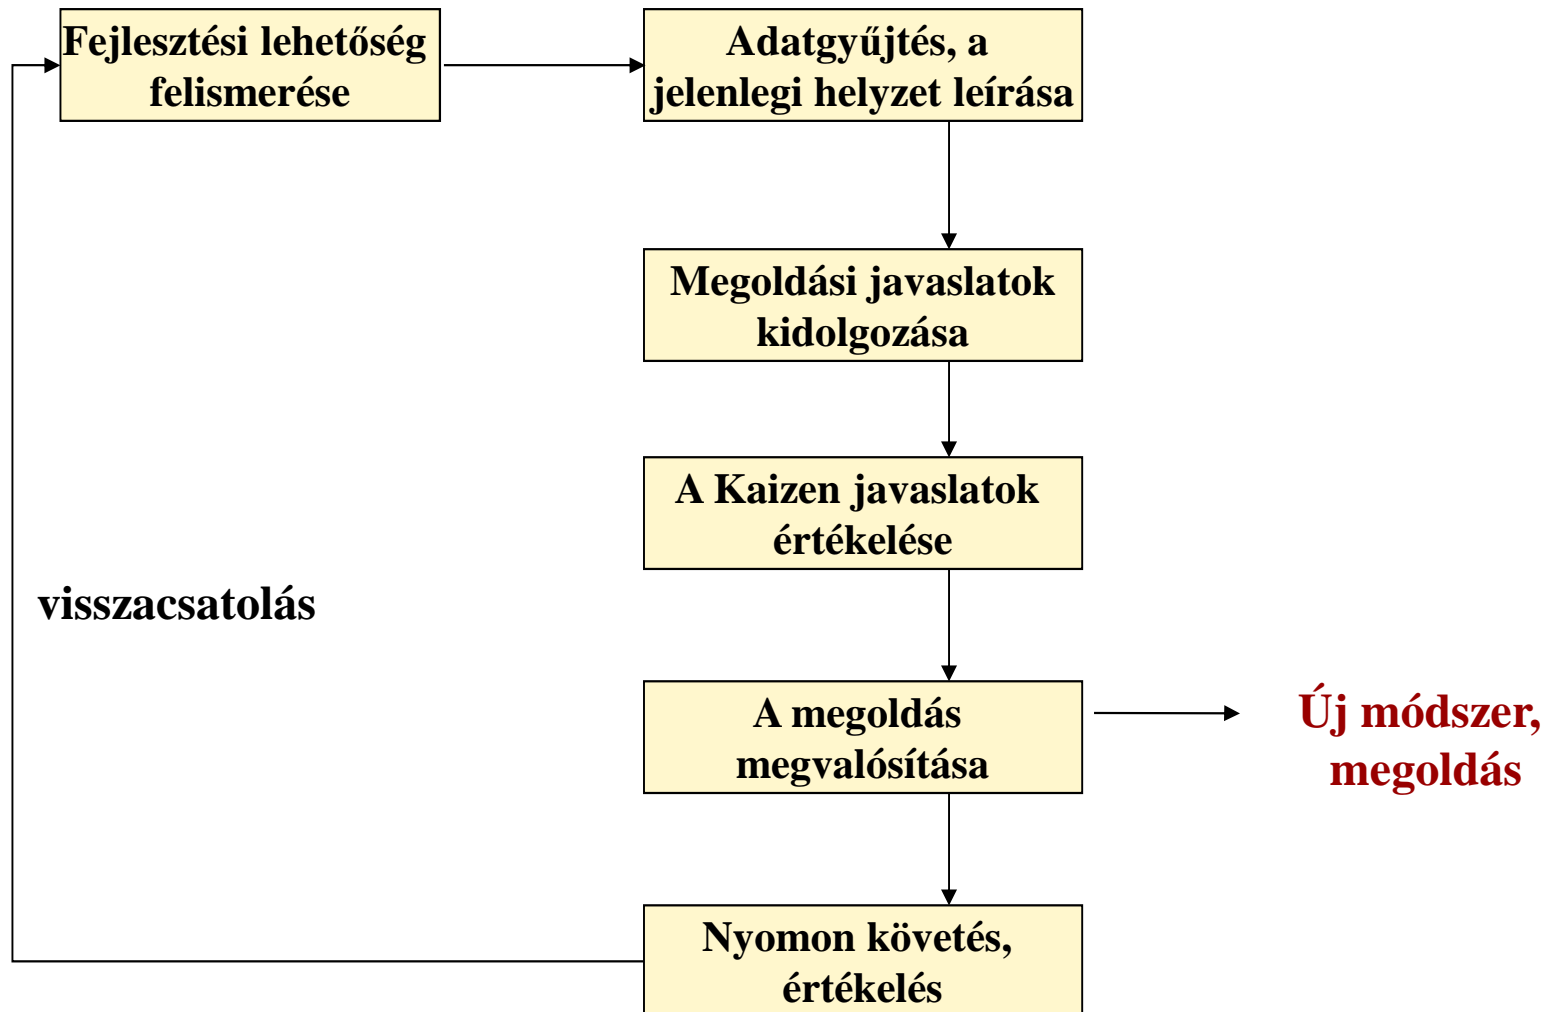 Fejlesztési lehetőség
felismerése
Adatgyűjtés, a
jelenlegi helyzet leírása
Megoldási javaslatok
kidolgozása
A Kaizen javaslatok
értékelése
visszacsatolás
A megoldás
megvalósítása
Új módszer,
megoldás
Nyomon követés,
értékelés